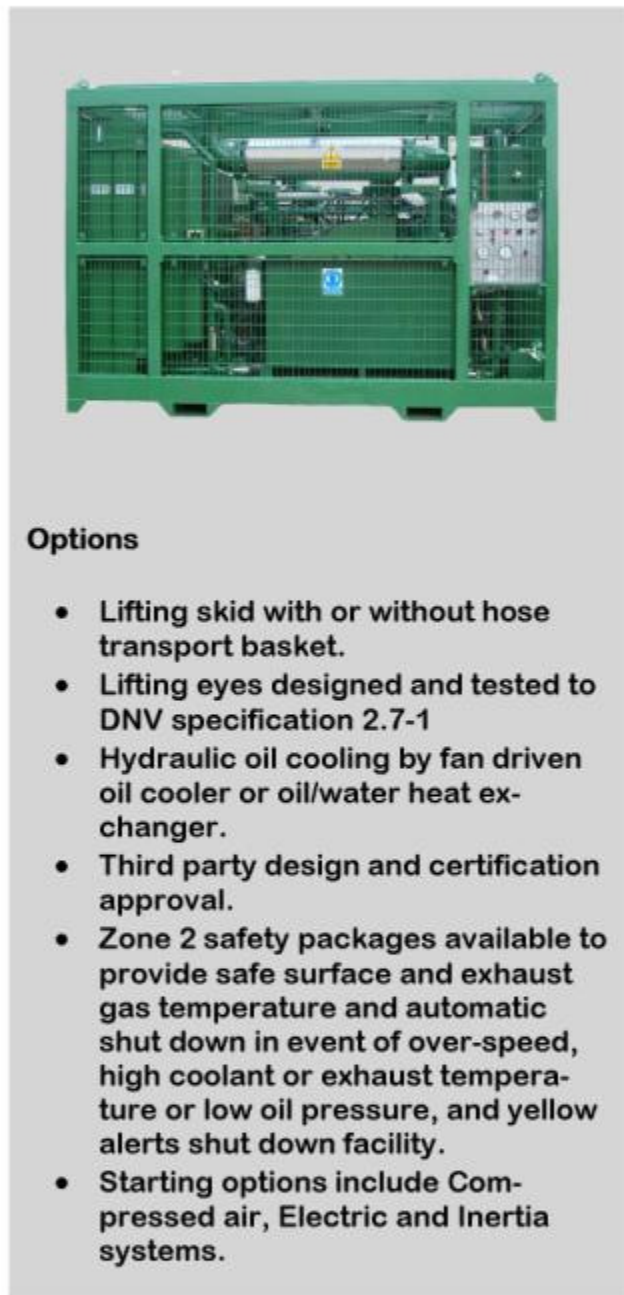 Options
• Lifting skid with or without hose
transport basket.
• Lifting eyes designed and tested to
DNV specification 2.7-1
• Hydraulic oil cooling by fan driven
oil cooler or oil/water heat ex-
changer.
• Third party design and certification
approval.
• Zone 2 safety packages available to
provide safe surface and exhaust
gas temperature and automatic
shut down in event of over-speed,
high coolant or exhaust tempera-
ture or low oil pressure, and yellow
alerts shut down facility.
• Starting options include Com-
pressed air, Electric and Inertia
systems.